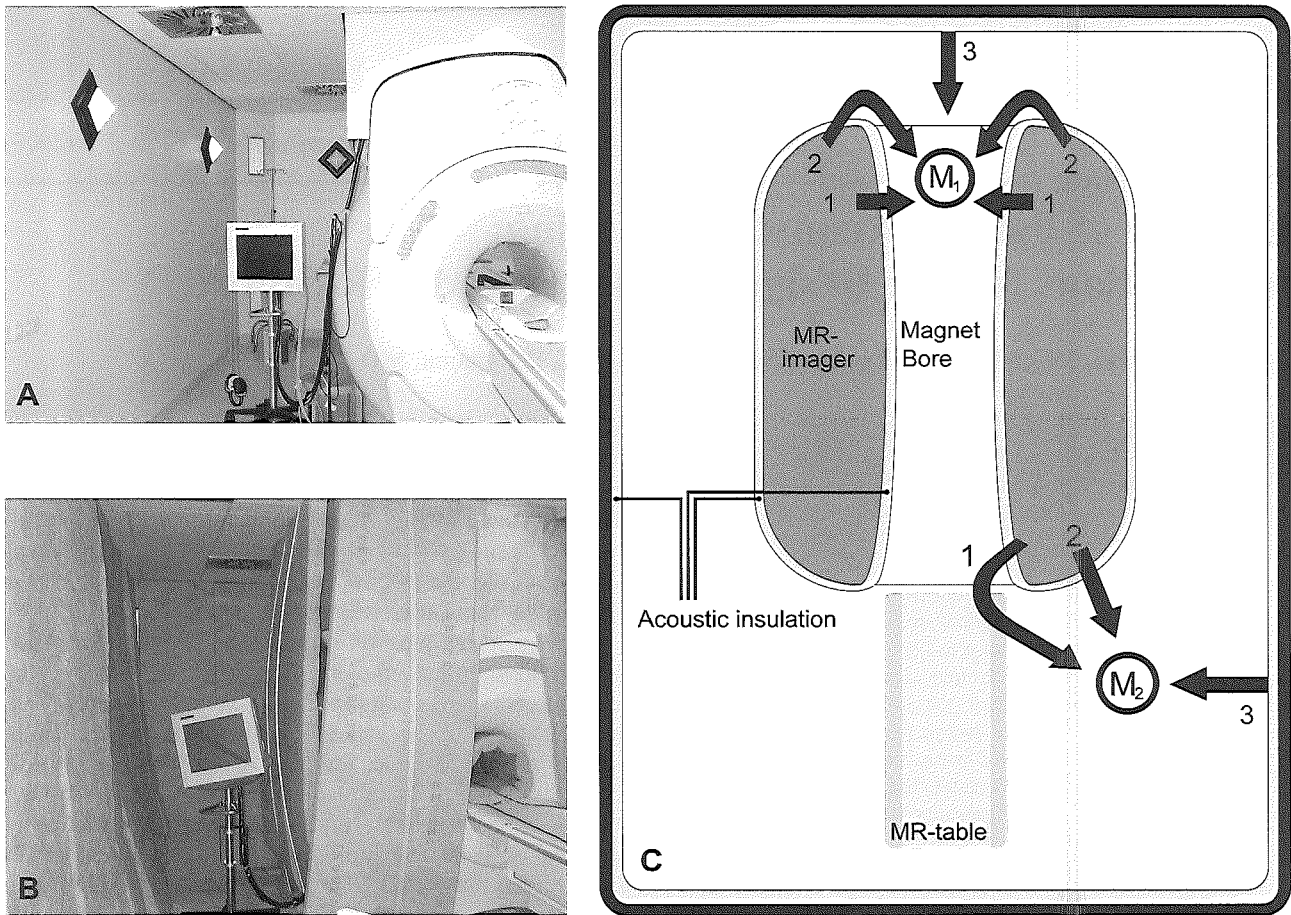 A
B
3
2
2
M₁
1
1
MR-
imager
Magnet
Bore
1
2
Acoustic insulation
M₂
3
MR-table
C